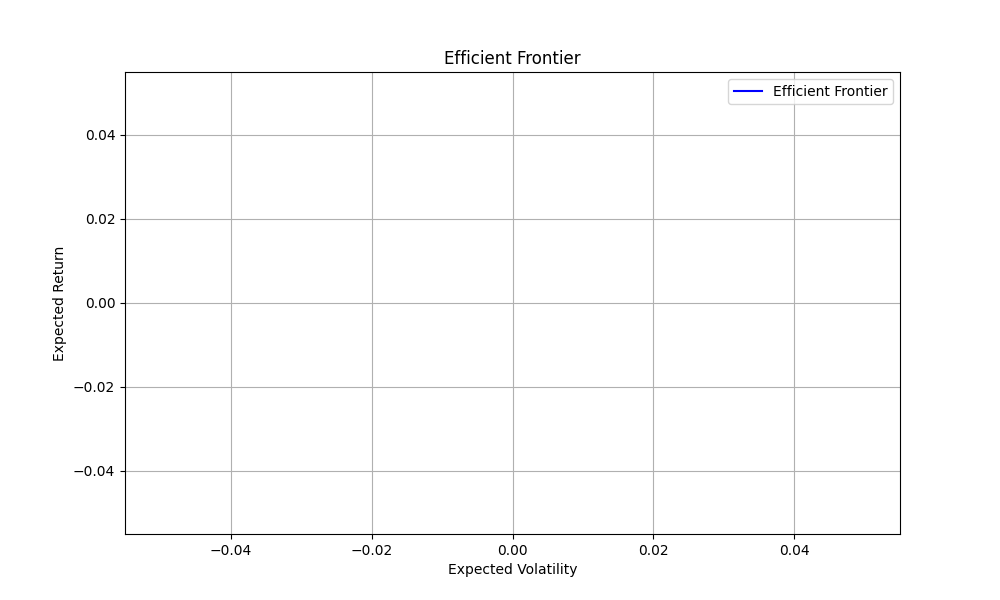 Efficient Frontier
Efficient Frontier
0.04
0.02
0.00
−0.02
−0.04
Expected Return
−0.04 −0.02 0.00 0.02 0.04
Expected Volatility